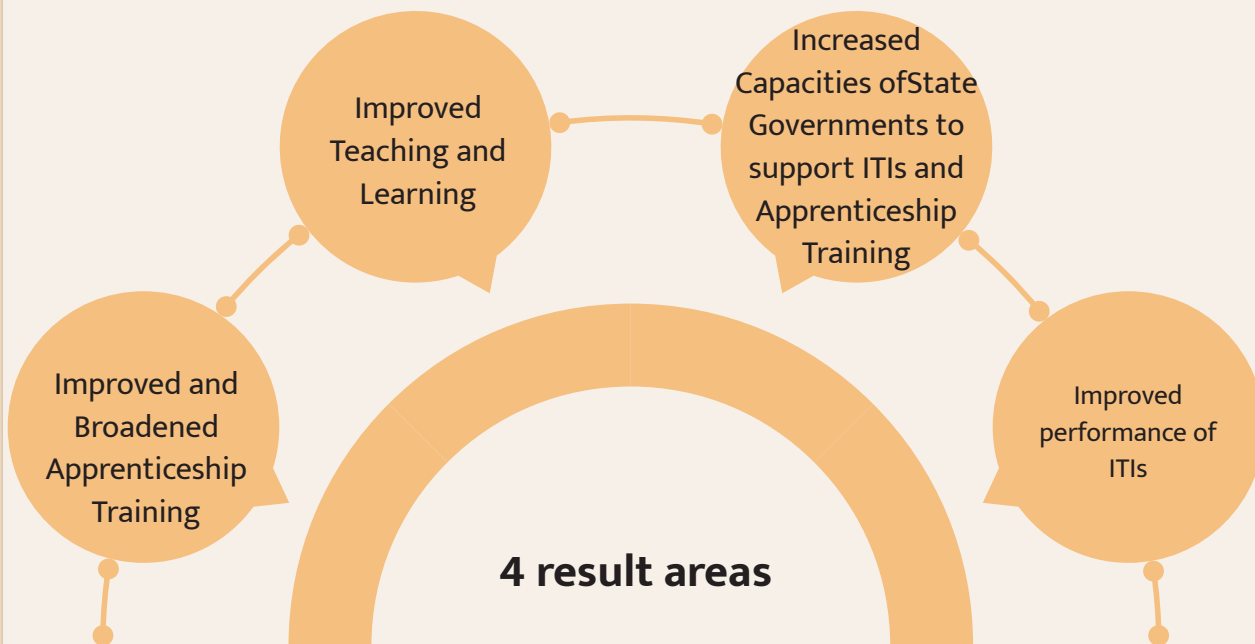 Increased
Capacities ofState
Governments to
support ITIs and
Apprenticeship
Training
Improved
Teaching and
Learning
Improved and
Broadened
Apprenticeship
Training
Improved
performance of
ITIs
4 result areas